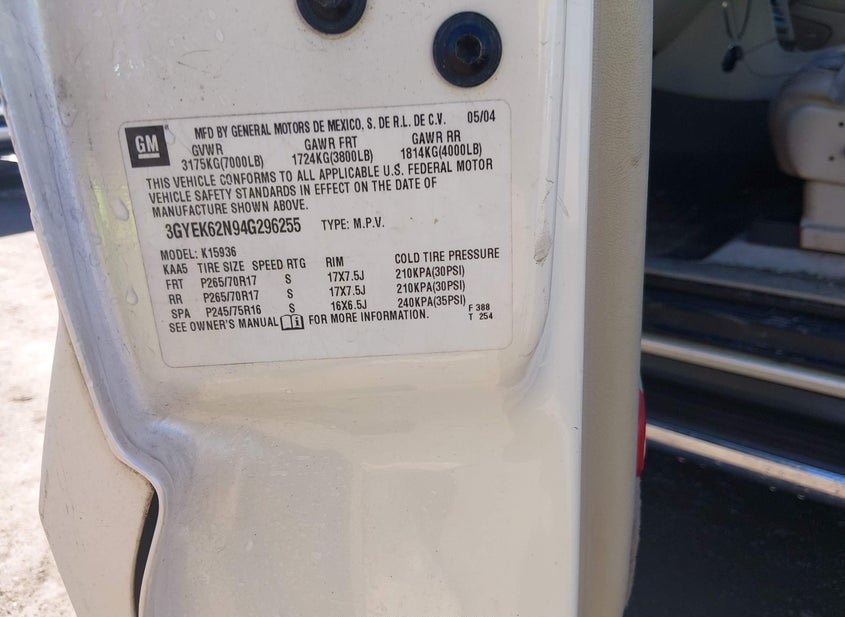 GM
MFD BY GENERAL MOTORS DE MEXICO, S. DE R.L. DE C.V. 05/04
GVWR GAWR FRT GAWR RR
3175KG(7000LB) 1724KG(3800LB) 1814KG(4000LB)
THIS VEHICLE CONFORMS TO ALL APPLICABLE U.S. FEDERAL MOTOR
VEHICLE SAFETY STANDARDS IN EFFECT ON THE DATE OF
MANUFACTURE SHOWN ABOVE.
3GYEK62N94G296255 TYPE: M.P.V.
MODEL: K15936
KAA5 TIRE SIZE SPEED RTG RIM COLD TIRE PRESSURE
FRT P265/70R17 S 17X7.5J 210KPA(30PSI)
RR P265/70R17 S 17X7.5J 210KPA(30PSI)
SPA P245/75R16 S 16X6.5J 240KPA(35PSI)
SEE OWNER'S MANUAL i FOR MORE INFORMATION.
F 388
T 254